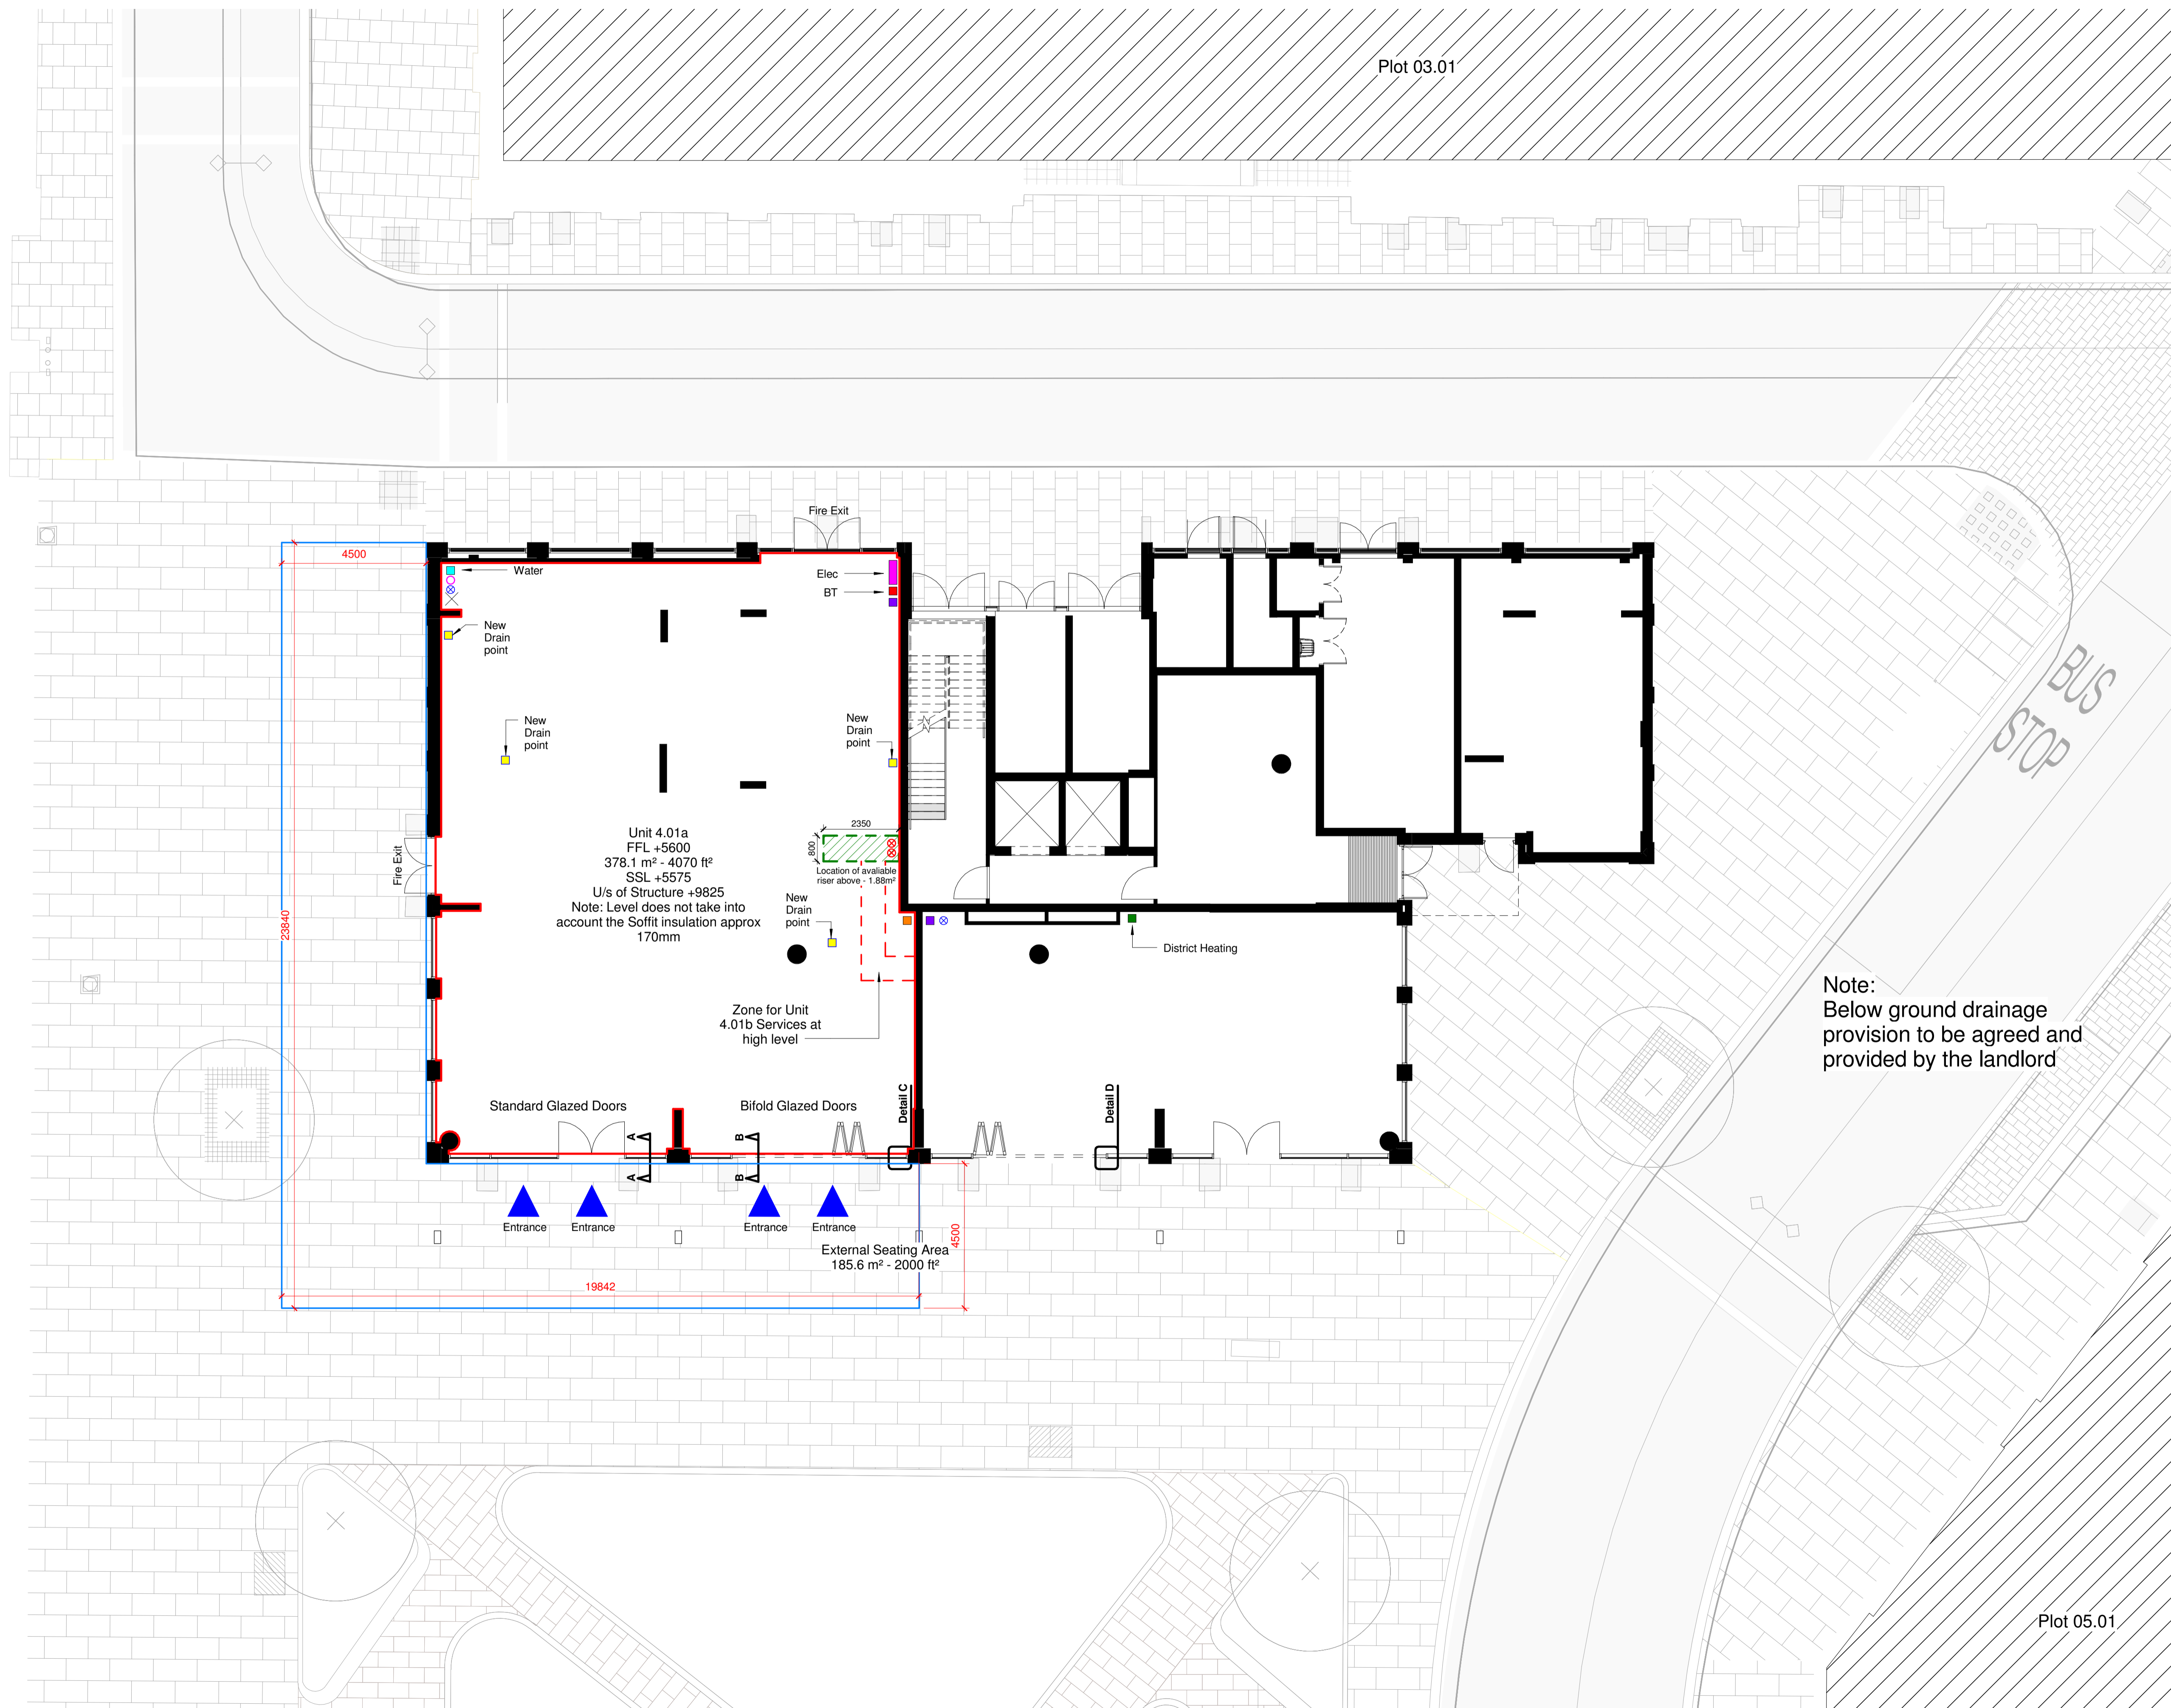 Plot 03.01
Fire Exit
4500
Water
Elec
BT
New
Drain
point
New
Drain
point
New
Drain
point
BUS
STOP
2350
800
Unit 4.01a
FFL +5600
378.1 m² - 4070 ft²
SSL +5575
U/s of Structure +9825
Note: Level does not take into
account the Soffit insulation approx
170mm
Location of avaliable
riser above - 1.88m²
Fire Exit
New
Drain
point
23840
District Heating
Zone for Unit
4.01b Services at
high level
Note:
Below ground drainage
provision to be agreed and
provided by the landlord
Standard Glazed Doors
Bifold Glazed Doors
Detail C
Detail D
A
A
B
B
Entrance
Entrance
Entrance
Entrance
4500
External Seating Area
185.6 m² - 2000 ft²
19842
Plot 05.01